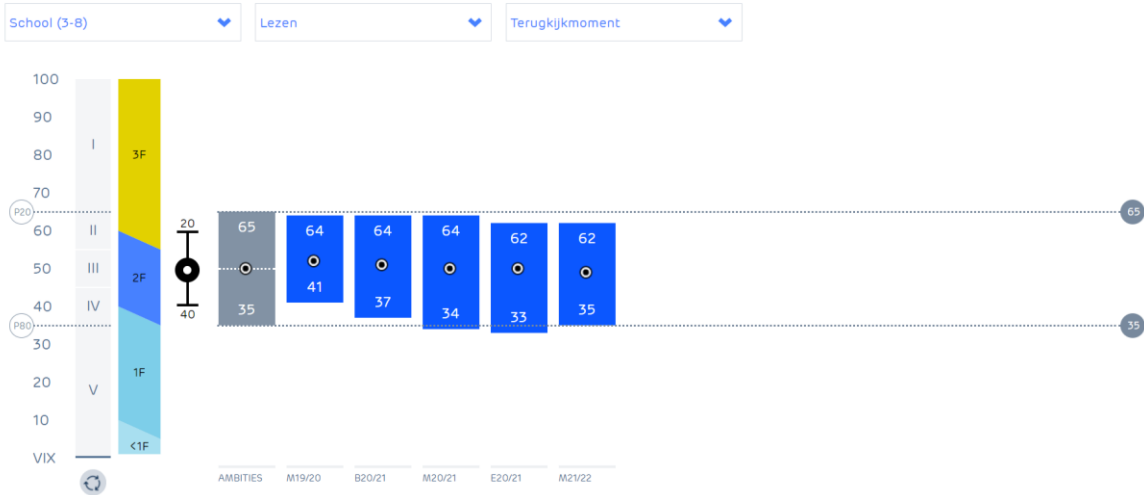 School (3-8) Lezen Terugkijkmoment
100
90
80 I 3F
70
P20 65
60 II 20 65 64 64 64 62 62
50 III 2F
40 IV 40 35 41 37 34 33 35
P80 35
30
20 V 1F
10
<1F
VIX
AMBITIES M19/20 B20/21 M20/21 E20/21 M21/22